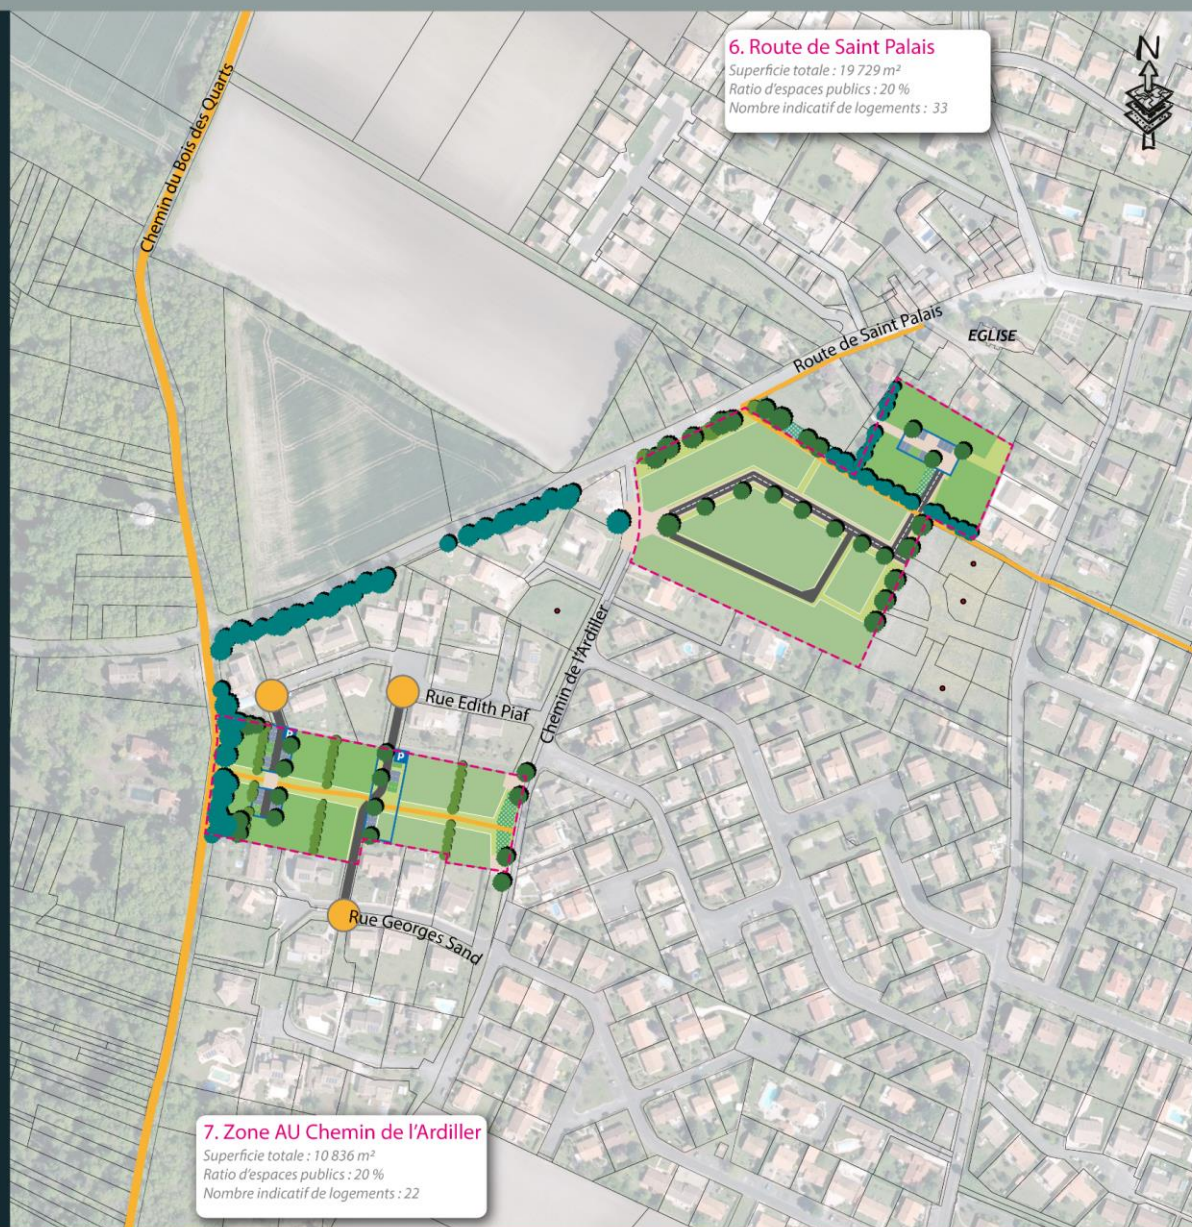 6. Route de Saint Palais
Superficie totale : 19 729 m²
Ratio d'espaces publics : 20 %
Nombre indicatif de logements : 33
N
Chemin du Bois des Quarts
Route de Saint Palais
EGLISE
Chemin de l'Ardiller
Rue Edith Piaf
P
P
Rue Georges Sand
7. Zone AU Chemin de l'Ardiller
Superficie totale : 10 836 m²
Ratio d'espaces publics : 20 %
Nombre indicatif de logements : 22